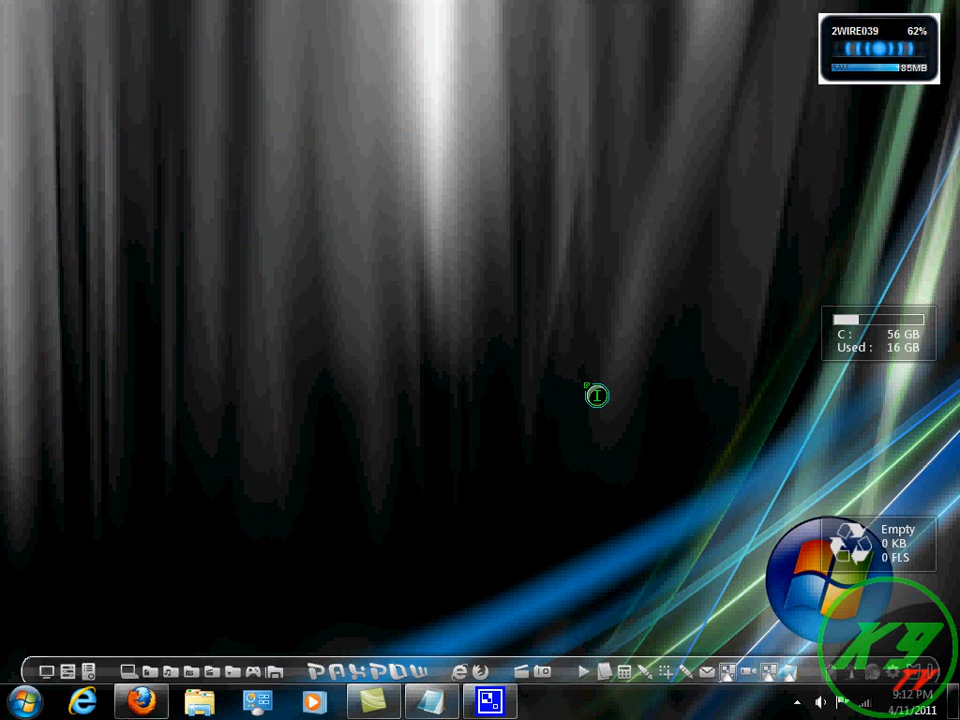 2WIRE039 62%
85MB
C : 56 GB
Used : 16 GB
Empty
0 KB
0 FLS
K9
9:12 PM
4/11/2011